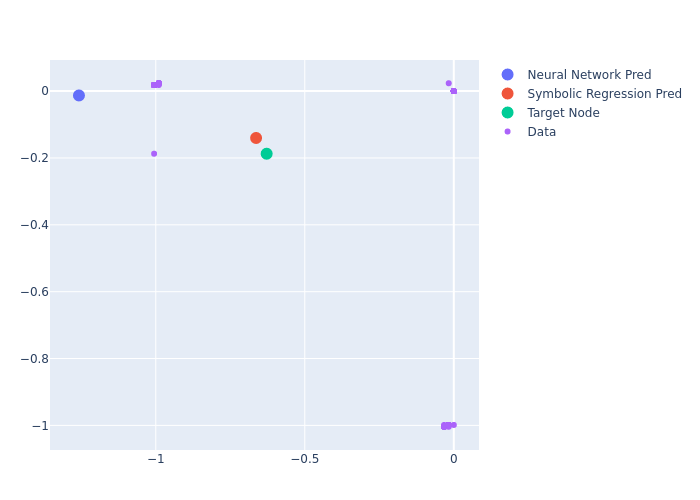 Neural Network Pred
Symbolic Regression Pred
Target Node
Data
0
−0.2
−0.4
−0.6
−0.8
−1
−1
−0.5
0